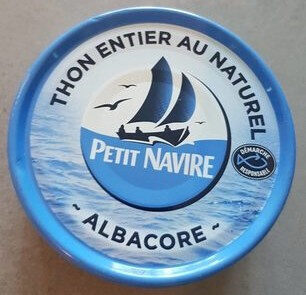 THON ENTIER AU NATUREL
PETIT NAVIRE
DÉMARCHE
RESPONSABLE
- ALBACORE -